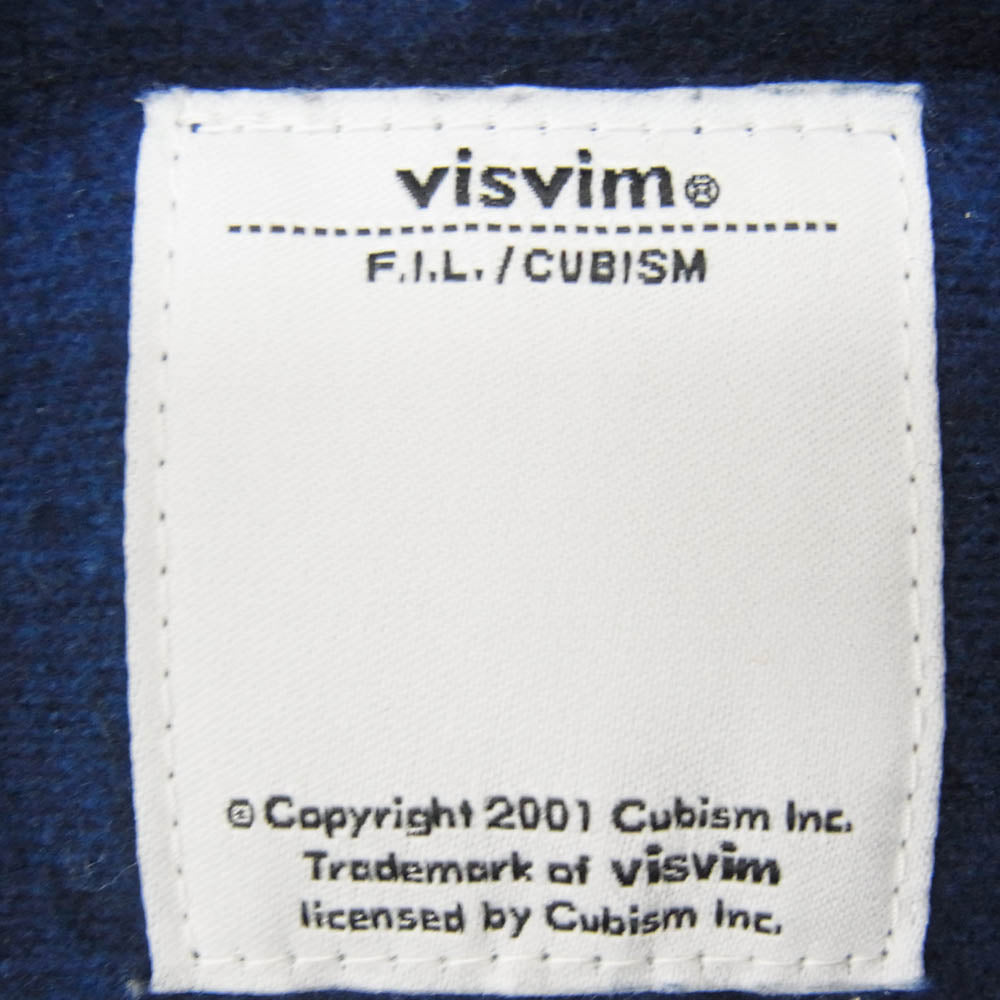 visvim®
F.I.L./CUBISM
© Copyright 2001 Cubism Inc.
Trademark of visvim
licensed by Cubism Inc.